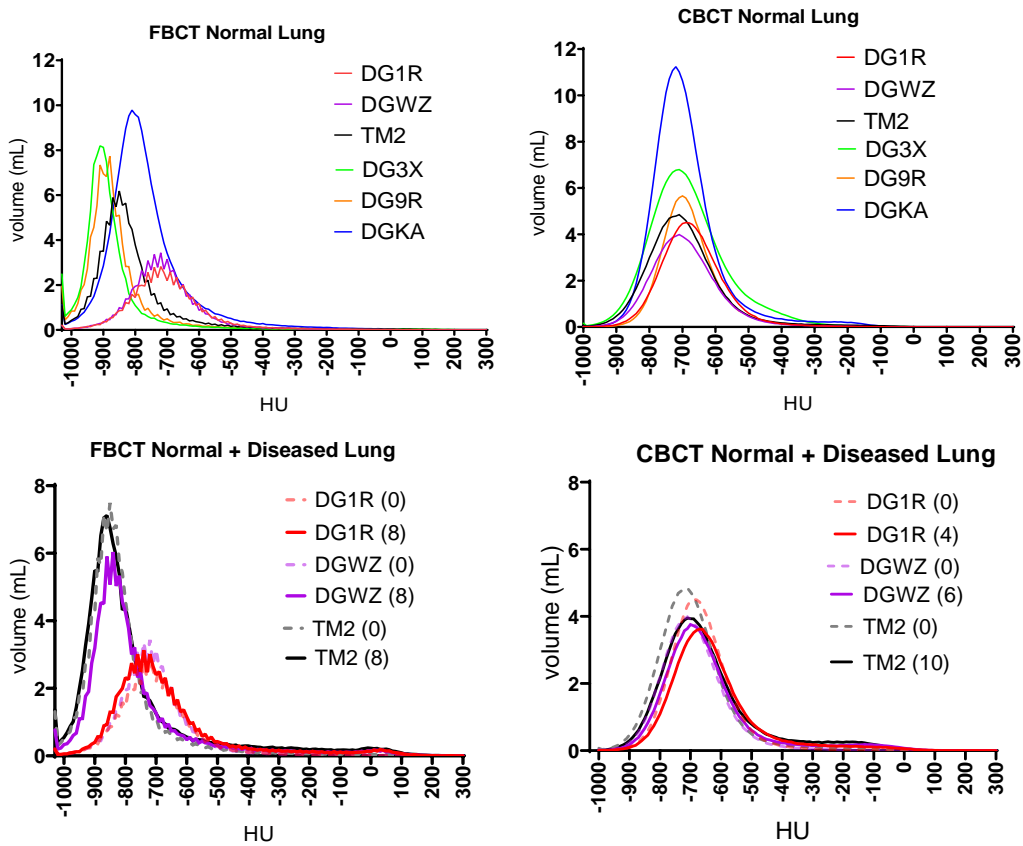 FBCT Normal Lung
volume (mL)
12
10
8
6
4
2
0
-1000
-900
-800
-700
-600
-500
-400
-300
-200
-100
0
100
200
300
HU
DG1R
DGWZ
TM2
DG3X
DG9R
DGKA
CBCT Normal Lung
volume (mL)
12
10
8
6
4
2
0
-1000
-900
-800
-700
-600
-500
-400
-300
-200
-100
0
100
200
300
HU
DG1R
DGWZ
TM2
DG3X
DG9R
DGKA
FBCT Normal + Diseased Lung
volume (mL)
8
6
4
2
0
-1000
-900
-800
-700
-600
-500
-400
-300
-200
-100
0
100
200
300
HU
DG1R (0)
DG1R (8)
DGWZ (0)
DGWZ (8)
TM2 (0)
TM2 (8)
CBCT Normal + Diseased Lung
volume (mL)
8
6
4
2
0
-1000
-900
-800
-700
-600
-500
-400
-300
-200
-100
0
100
200
300
HU
DG1R (0)
DG1R (4)
DGWZ (0)
DGWZ (6)
TM2 (0)
TM2 (10)